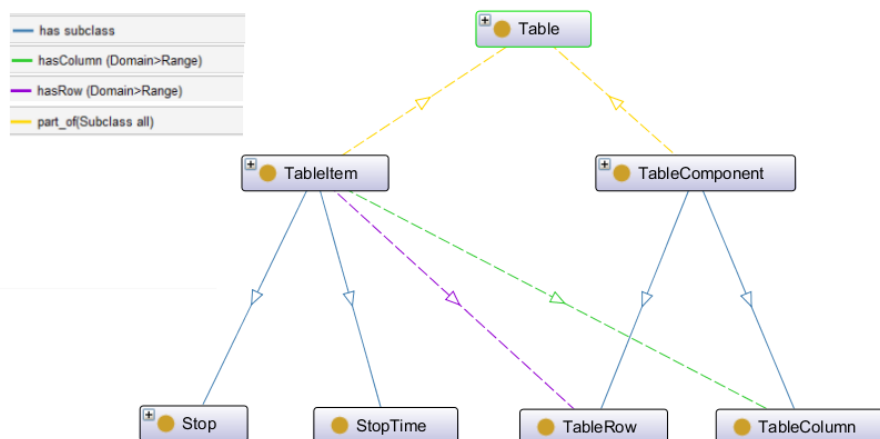 has subclass
hasColumn (Domain>Range)
hasRow (Domain>Range)
part_of(Subclass all)
Table
TableItem
TableComponent
Stop
StopTime
TableRow
TableColumn